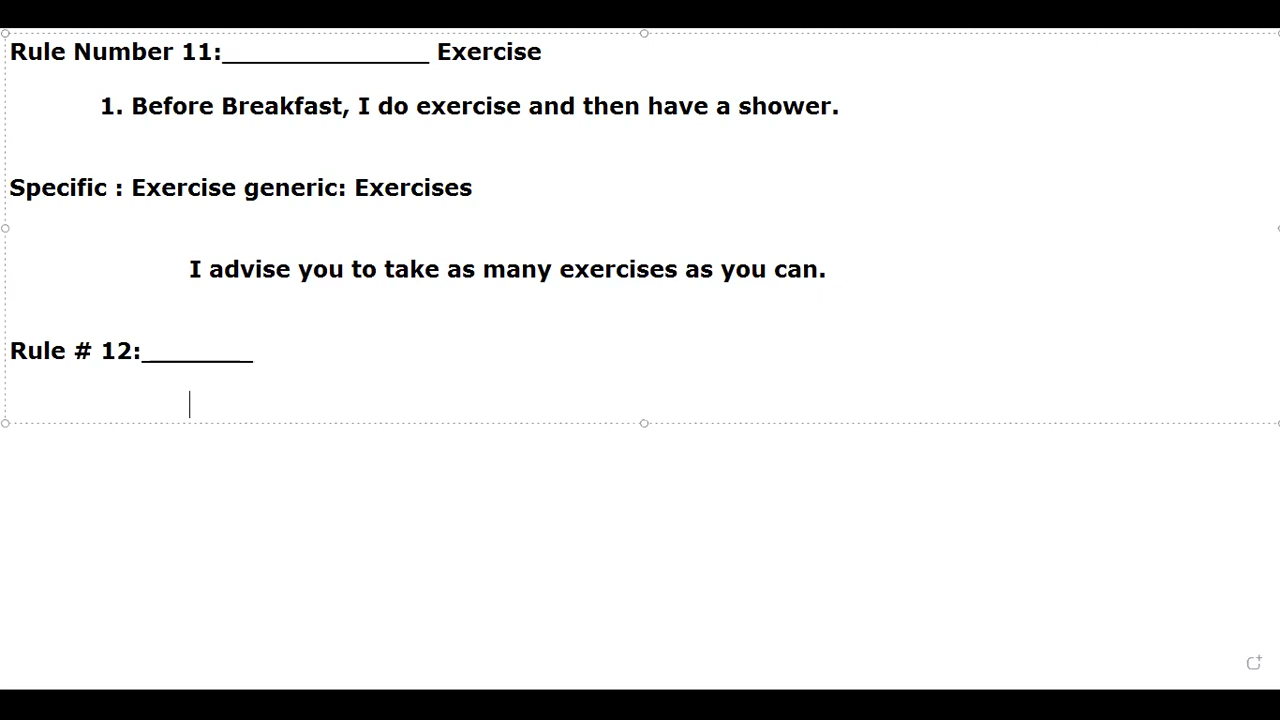 Rule Number 11:_______________ Exercise
1. Before Breakfast, I do exercise and then have a shower.
Specific : Exercise generic: Exercises
I advise you to take as many exercises as you can.
Rule # 12:________